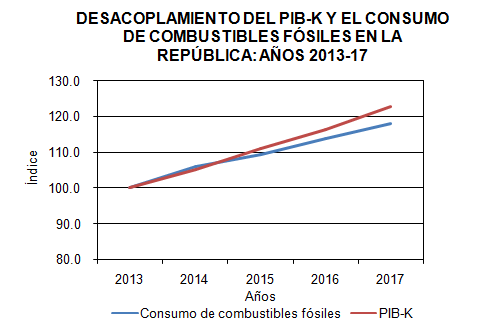 DESACOPLAMIENTO DEL PIB-K Y EL CONSUMO
DE COMBUSTIBLES FÓSILES EN LA
REPÚBLICA: AÑOS 2013-17
130.0
120.0
110.0
100.0
90.0
80.0
Índice
2013 2014 2015 2016 2017
Años
Consumo de combustibles fósiles PIB-K